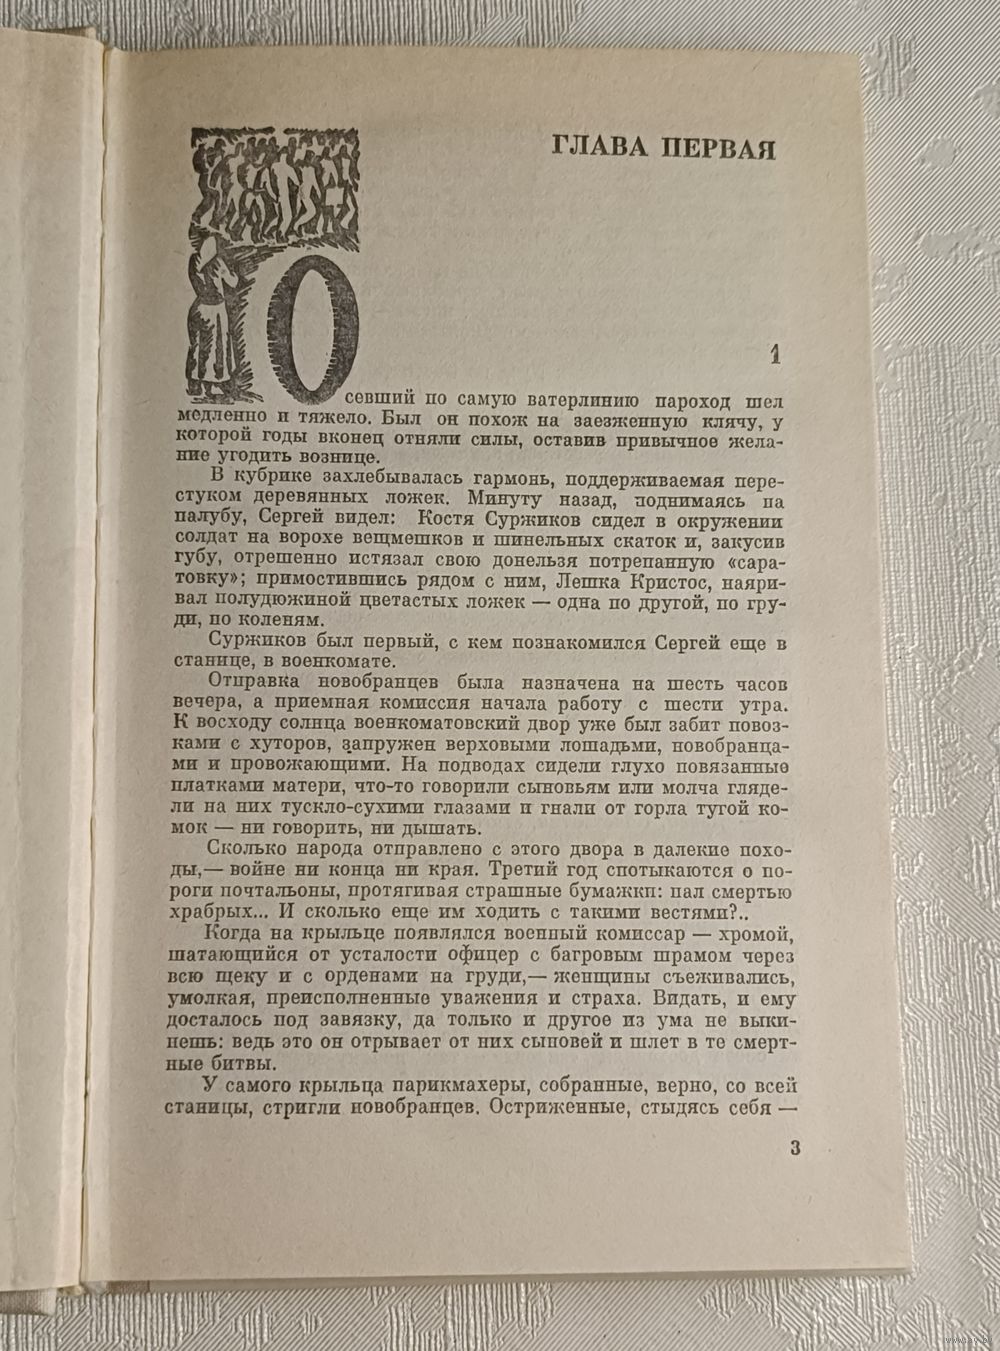 ГЛАВА ПЕРВАЯ
1
Осевший по самую ватерлинию пароход шел
медленно и тяжело. Был он похож на заезженную клячу, у
которой годы вконец отняли силы, оставив привычное жела-
ние угодить вознице.
В кубрике захлебывалась гармонь, поддерживаемая пере-
стуком деревянных ложек. Минуту назад, поднимаясь на
палубу, Сергей видел: Костя Суржиков сидел в окружении
солдат на ворохе вещмешков и шинельных скаток и, закусив
губу, отрешенно истязал свою донельзя потрепанную «сара-
товку»; примостившись рядом с ним, Лешка Кристос, наяри-
вал полудюжиной цветастых ложек — одна по другой, по гру-
ди, по коленям.
Суржиков был первый, с кем познакомился Сергей еще в
станице, в военкомате.
Отправка новобранцев была назначена на шесть часов
вечера, а приемная комиссия начала работу с шести утра.
К восходу солнца военкоматовский двор уже был забит повоз-
ками с хуторов, запружен верховыми лошадьми, новобранца-
ми и провожающими. На подводах сидели глухо повязанные
платками матери, что-то говорили сыновьям или молча гляде-
ли на них тускло-сухими глазами и гнали от горла тугой ко-
мок — ни говорить, ни дышать.
Сколько народа отправлено с этого двора в далекие похо-
ды,— войне ни конца ни края. Третий год спотыкаются о по-
роги почтальоны, протягивая страшные бумажки: пал смертью
храбрых... И сколько еще им ходить с такими вестями?..
Когда на крыльце появлялся военный комиссар — хромой,
шатающийся от усталости офицер с багровым шрамом через
всю щеку и с орденами на груди,— женщины съеживались,
умолкая, преисполненные уважения и страха. Видать, и ему
досталось под завязку, да только и другое из ума не выки-
нешь: ведь это он отрывает от них сыновей и шлет в те смерт-
ные битвы.
У самого крыльца парикмахеры, собранные, верно, со всей
станицы, стригли новобранцев. Остриженные, стыдясь себя —
3